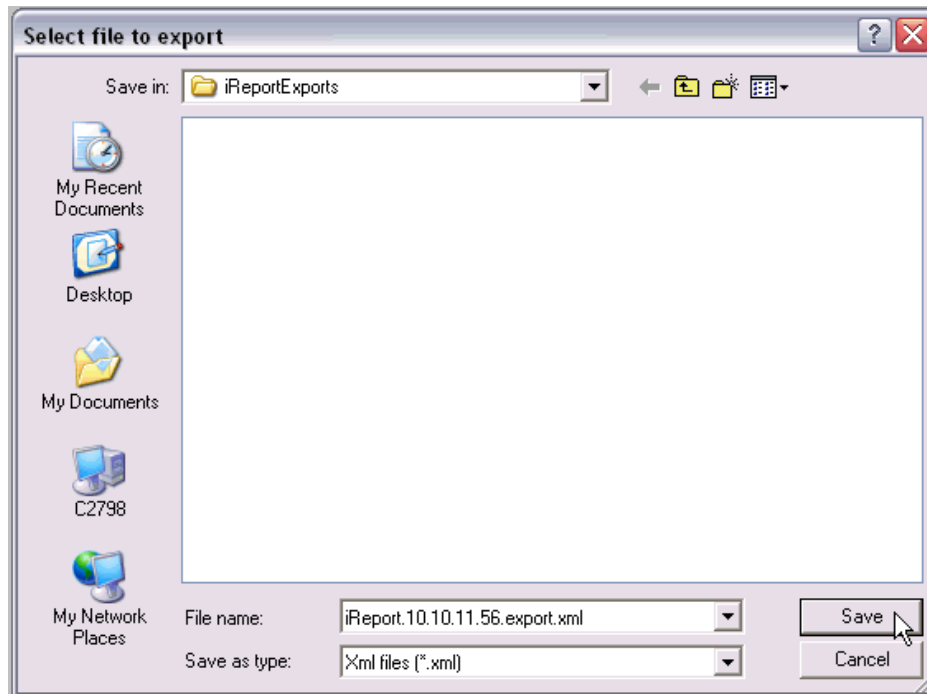 Select file to export
Save in:
iReportExports
My Recent
Documents
Desktop
My Documents
C2798
My Network
Places
File name:
iReport.10.10.11.56.export.xml
Save
Save as type:
Xml files (*.xml)
Cancel